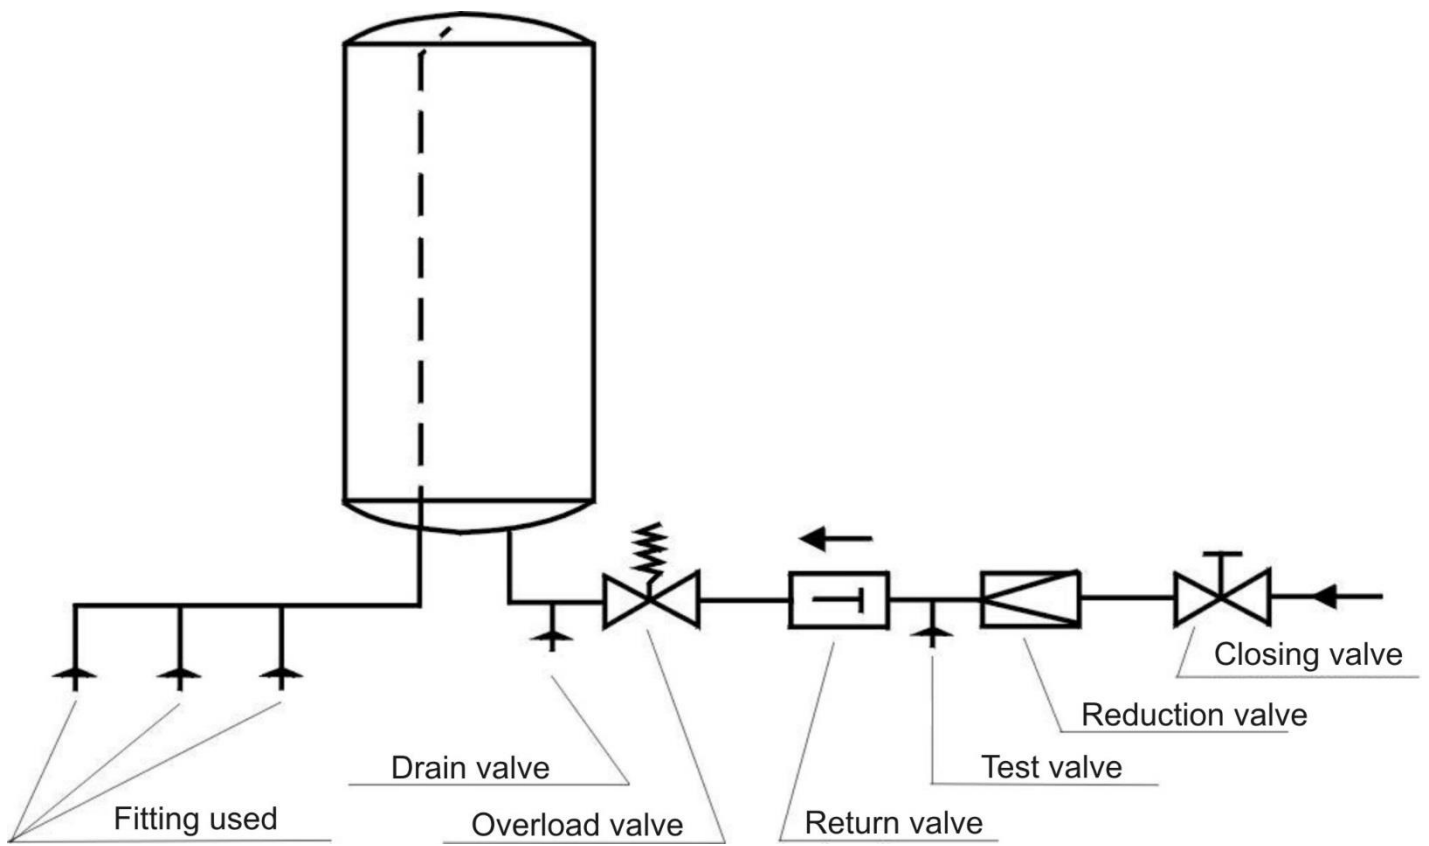 Closing valve
Reduction valve
Drain valve
Test valve
Fitting used
Overload valve
Return valve